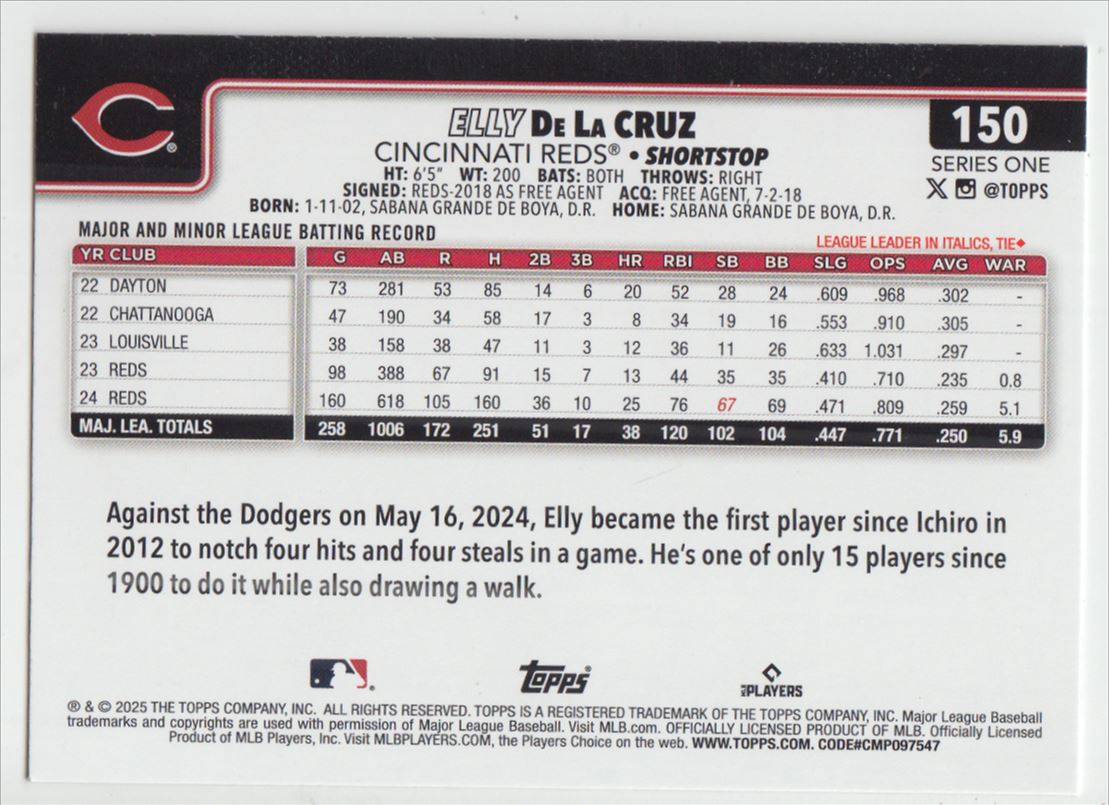 ELLY DE LA CRUZ
150
CINCINNATI REDS® • SHORTSTOP
SERIES ONE
HT: 6'5" WT: 200 BATS: BOTH THROWS: RIGHT
@TOPPS
SIGNED: REDS-2018 AS FREE AGENT ACQ: FREE AGENT, 7-2-18
BORN: 1-11-02, SABANA GRANDE DE BOYA, D.R. HOME: SABANA GRANDE DE BOYA, D.R.
MAJOR AND MINOR LEAGUE BATTING RECORD
LEAGUE LEADER IN ITALICS, TIE◆
YR CLUB G AB R H 2B 3B HR RBI SB BB SLG OPS AVG WAR
22 DAYTON 73 281 53 85 14 6 20 52 28 24 .609 .968 .302 -
22 CHATTANOOGA 47 190 34 58 17 3 8 34 19 16 .553 .910 .305 -
23 LOUISVILLE 38 158 38 47 11 3 12 36 11 26 .633 1.031 .297 -
23 REDS 98 388 67 91 15 7 13 44 35 35 .410 .710 .235 0.8
24 REDS 160 618 105 160 36 10 25 76 67 69 .471 .809 .259 5.1
MAJ. LEA. TOTALS 258 1006 172 251 51 17 38 120 102 104 .447 .771 .250 5.9
Against the Dodgers on May 16, 2024, Elly became the first player since Ichiro in
2012 to notch four hits and four steals in a game. He's one of only 15 players since
1900 to do it while also drawing a walk.
topps®
MLB PLAYERS
® & © 2025 THE TOPPS COMPANY, INC. ALL RIGHTS RESERVED. TOPPS IS A REGISTERED TRADEMARK OF THE TOPPS COMPANY, INC. Major League Baseball
trademarks and copyrights are used with permission of Major League Baseball. Visit MLB.com. OFFICIALLY LICENSED PRODUCT OF MLB. Officially Licensed
Product of MLB Players, Inc. Visit MLBPLAYERS.COM, the Players Choice on the web. WWW.TOPPS.COM. CODE#CMP097547